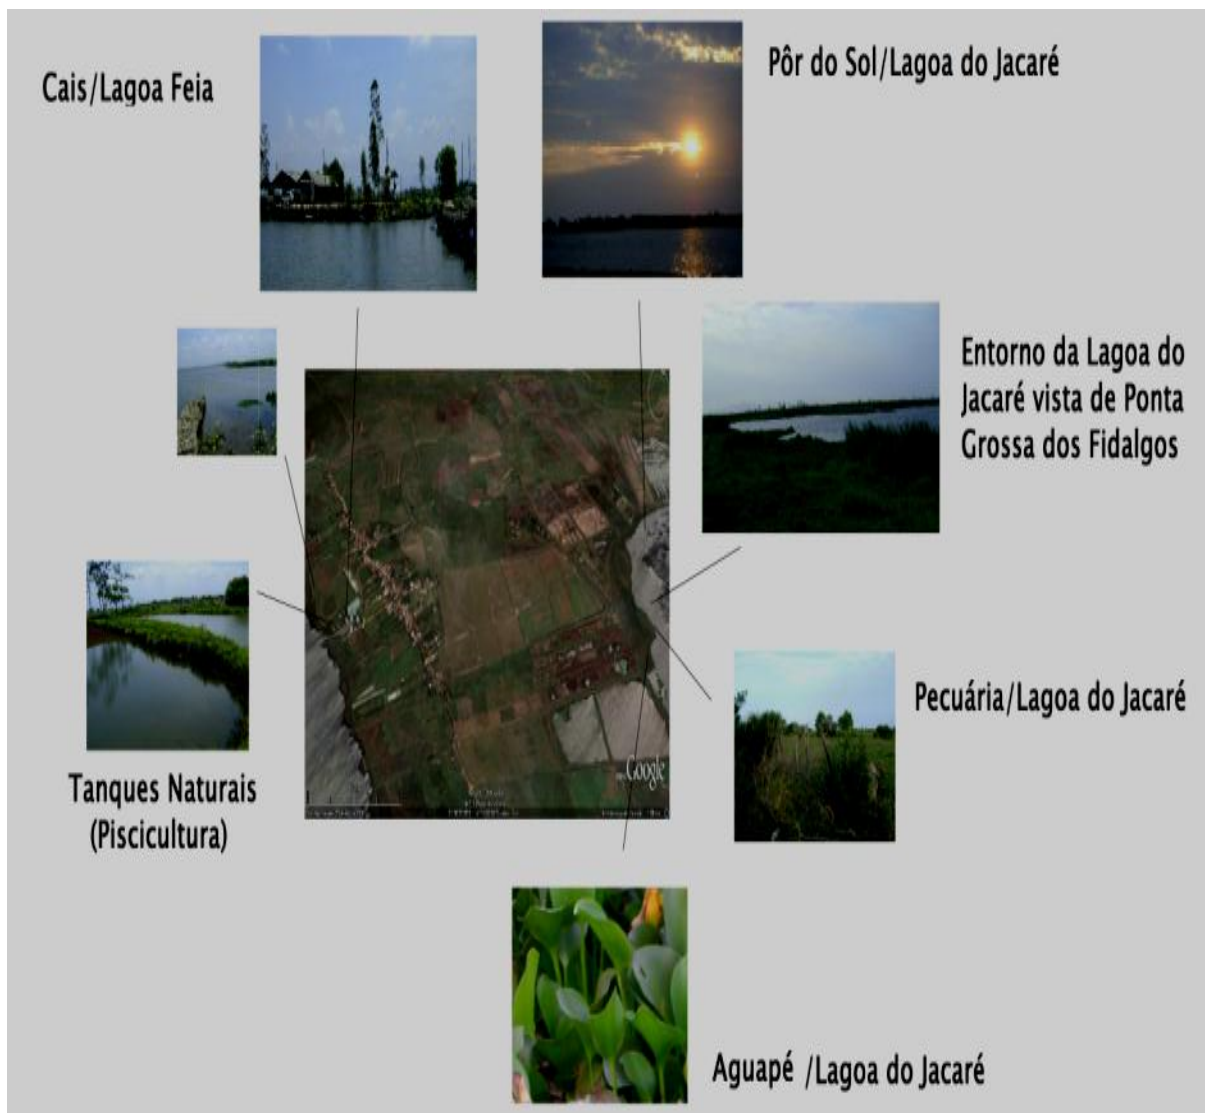 Cais/Lagoa Feia
Pôr do Sol/Lagoa do Jacaré
Entorno da Lagoa do
Jacaré vista de Ponta
Grossa dos Fidalgos
Tanques Naturais
(Piscicultura)
Pecuária/Lagoa do Jacaré
Google
Aguapé /Lagoa do Jacaré